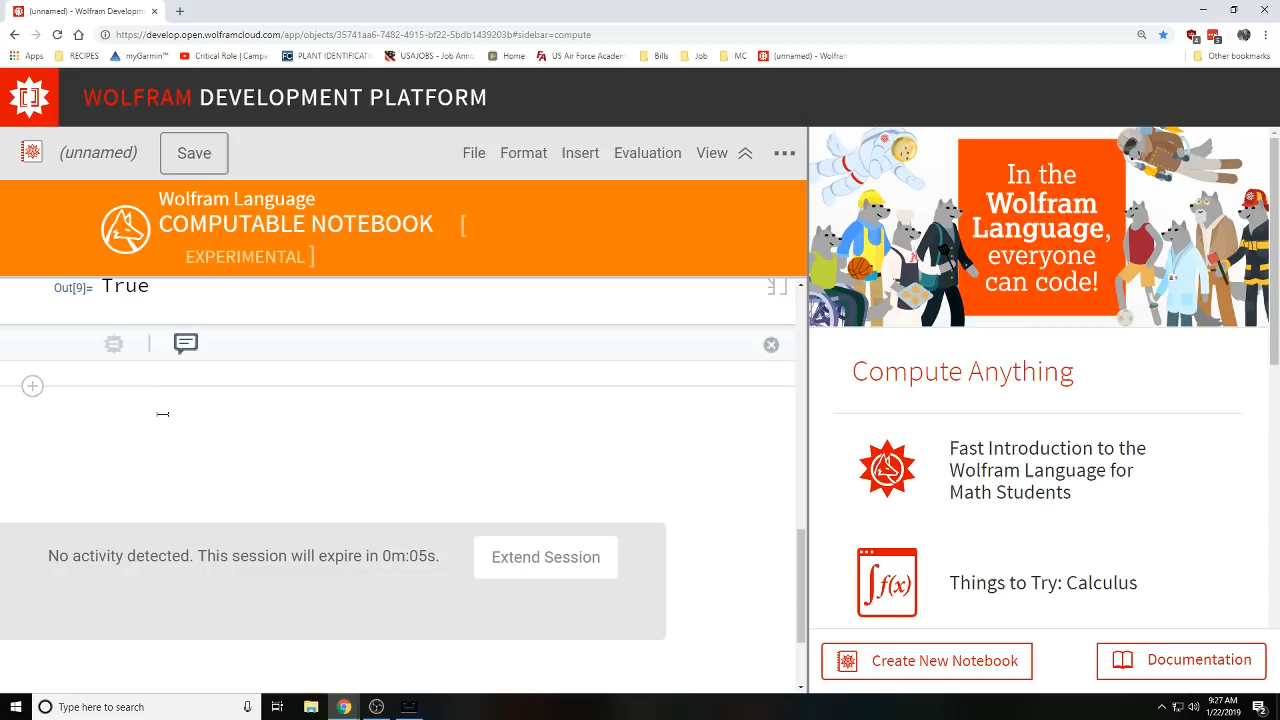 (unnamed) - Wolfram Developm
https://develop.open.wolframcloud.com/app/objects/35741aa6-7482-4915-bf22-5bdb1439203b#sidebar=compute
Apps RECIPES myGarmin Critical Role | Campa PLANT IDENTIFICAT USAJOBS - Job Anno Home US Air Force Academ Bills Job MC (unnamed) - Wolfram Other bookmarks
WOLFRAM DEVELOPMENT PLATFORM
(unnamed) Save File Format Insert Evaluation View
Wolfram Language
COMPUTABLE NOTEBOOK [
EXPERIMENTAL ]
Out[9]= True
No activity detected. This session will expire in 0m:05s. Extend Session
In the
Wolfram
Language,
everyone
can code!
Compute Anything
Fast Introduction to the
Wolfram Language for
Math Students
∫f(x) Things to Try: Calculus
Create New Notebook Documentation
Type here to search
9:27 AM
1/22/2019
2